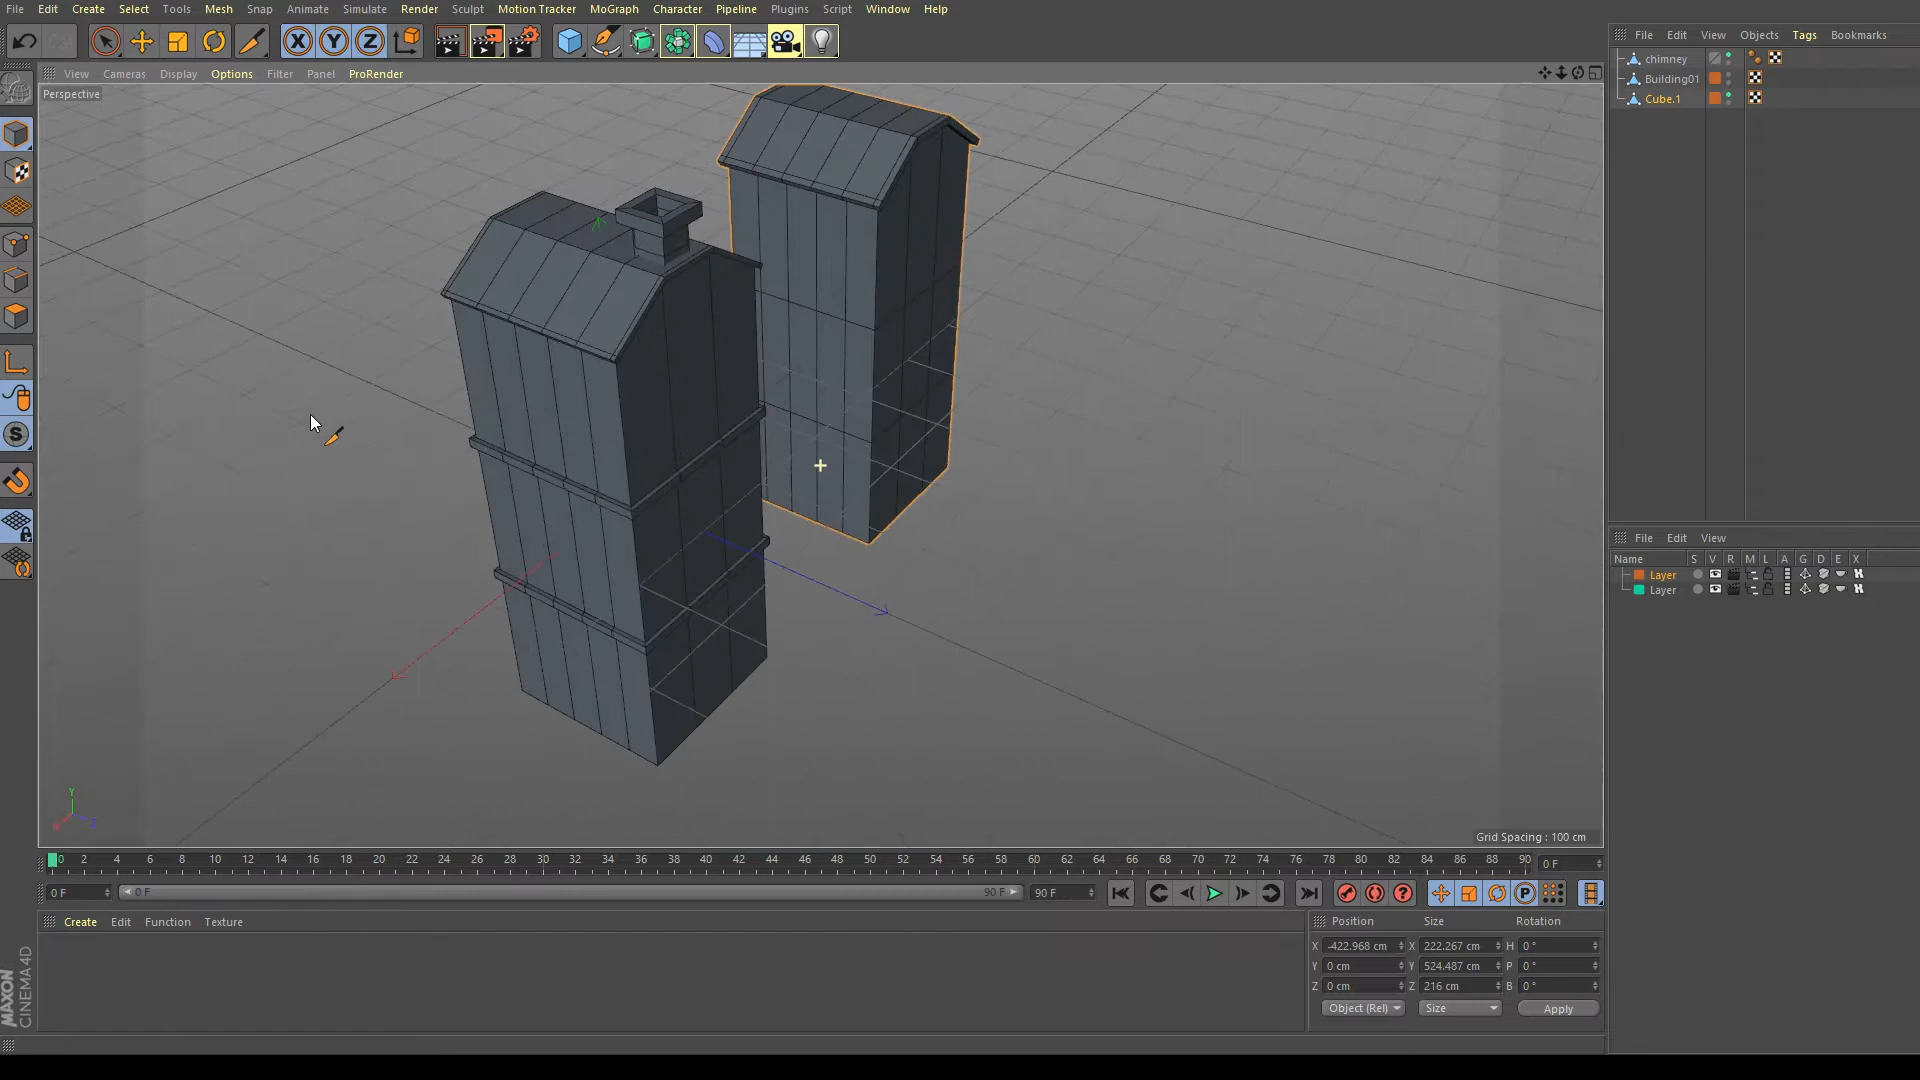 File Edit Create Select Tools Mesh Snap Animate Simulate Render Sculpt Motion Tracker MoGraph Character Pipeline Plugins Script Window Help
File Edit View Objects Tags Bookmarks
chimney
Building01
Cube.1
View Cameras Display Options Filter Panel ProRender
Perspective
Y
X
Z
Grid Spacing : 100 cm
File Edit View
Name S V R M L A G D E X
Layer
Layer
0 2 4 6 8 10 12 14 16 18 20 22 24 26 28 30 32 34 36 38 40 42 44 46 48 50 52 54 56 58 60 62 64 66 68 70 72 74 76 78 80 82 84 86 88 90 0 F
0 F 0 F 90 F 90 F
Create Edit Function Texture
Position Size Rotation
X -422.968 cm X 222.267 cm H 0 °
Y 0 cm Y 524.487 cm P 0 °
Z 0 cm Z 216 cm B 0 °
Object (Rel) Size Apply
MAXON
CINEMA 4D